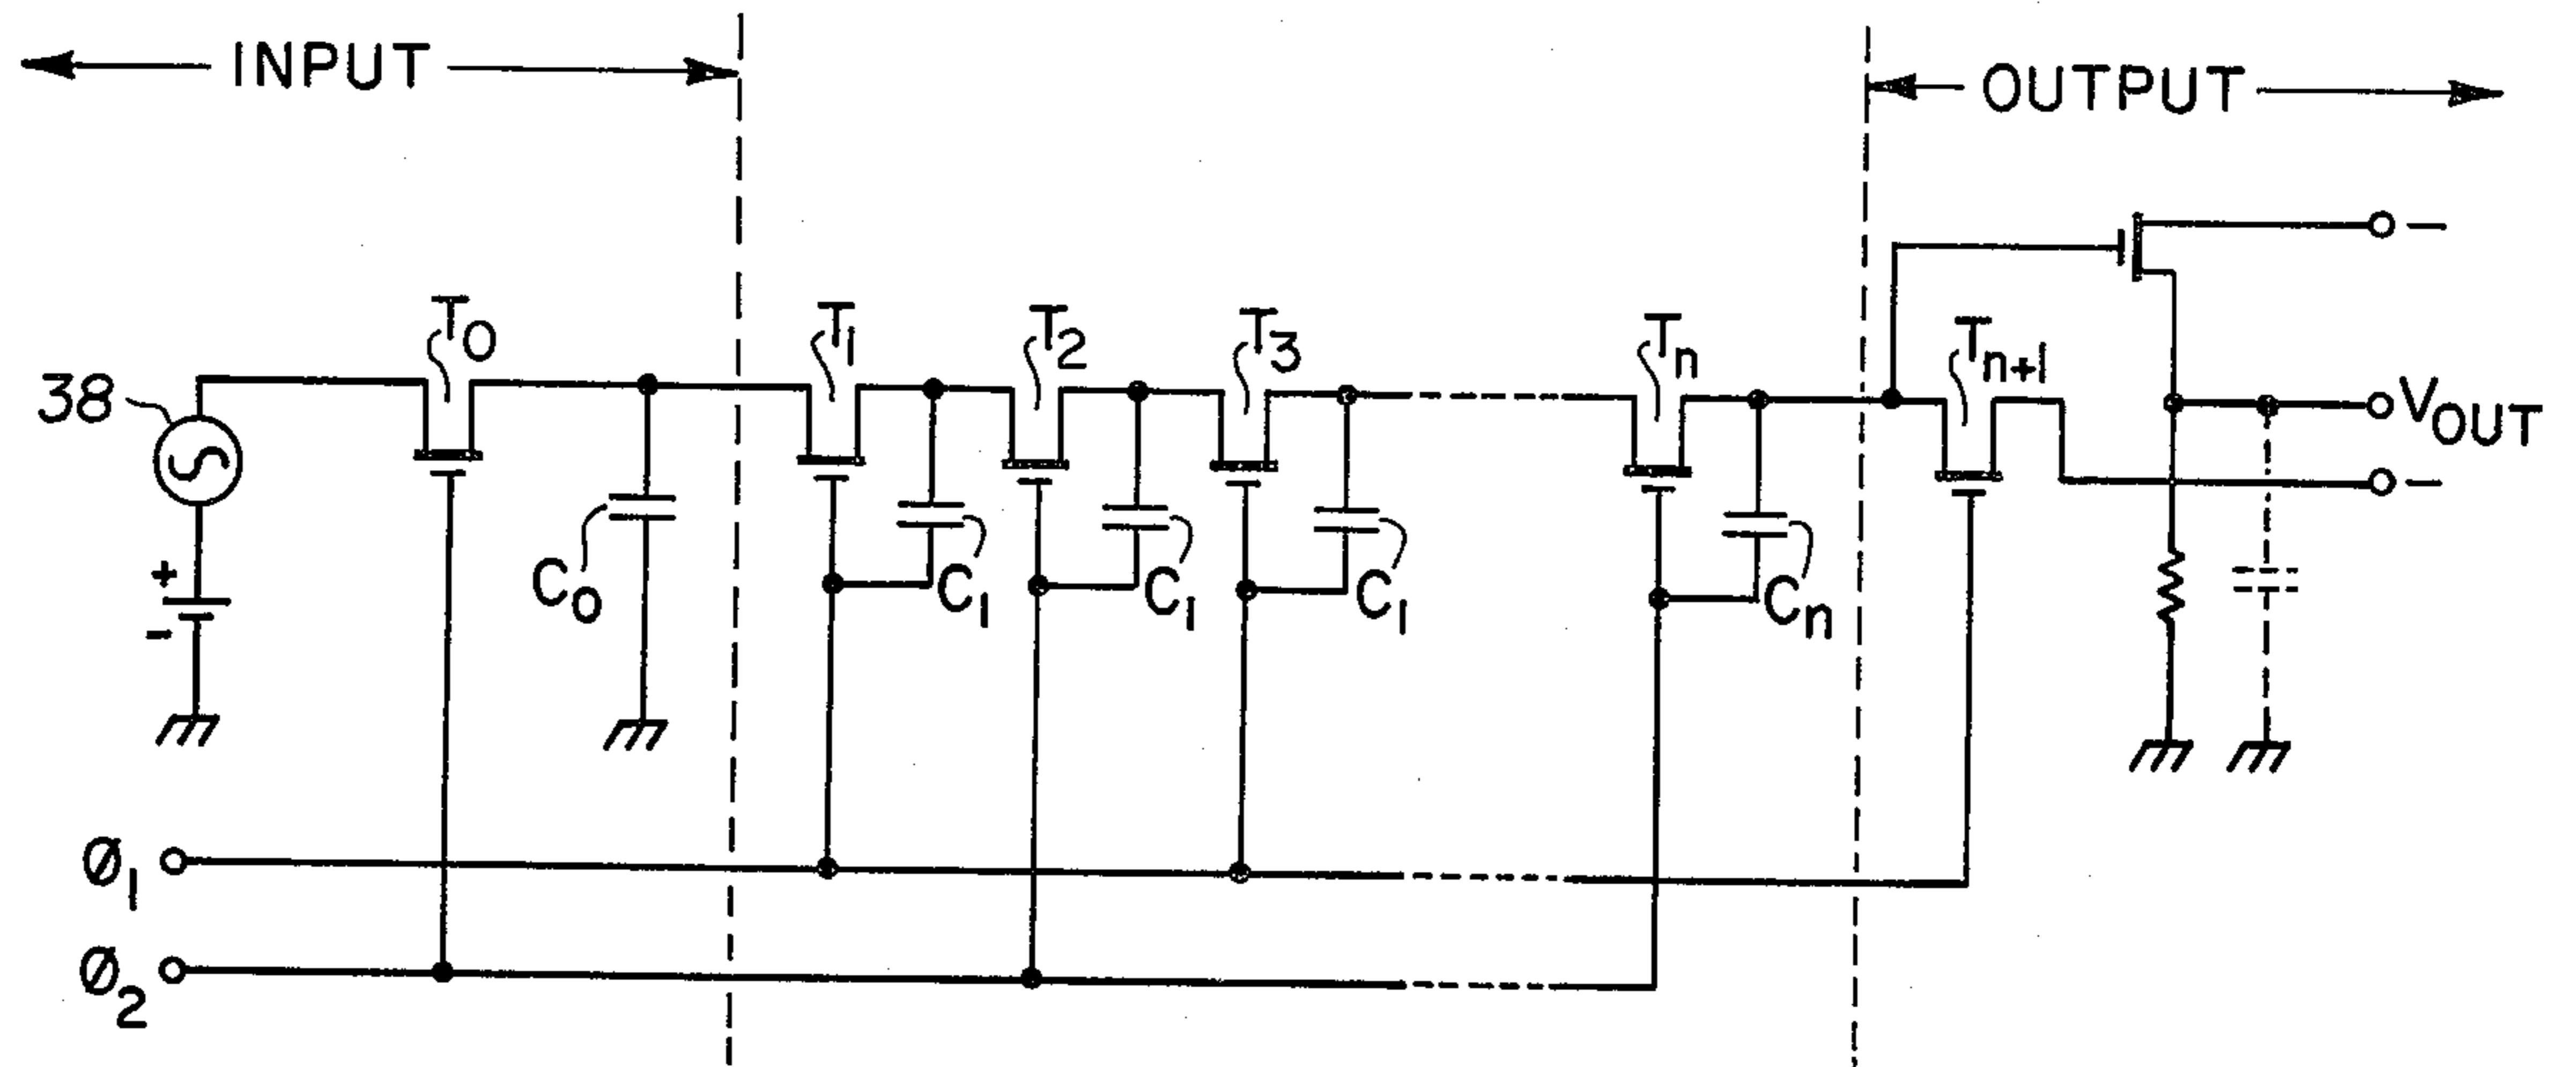 INPUT
OUTPUT
T0
T1
T2
T3
Tn
Tn+1
38
VOUT
+
-
C0
C1
C1
C1
Cn
Ø1
Ø2